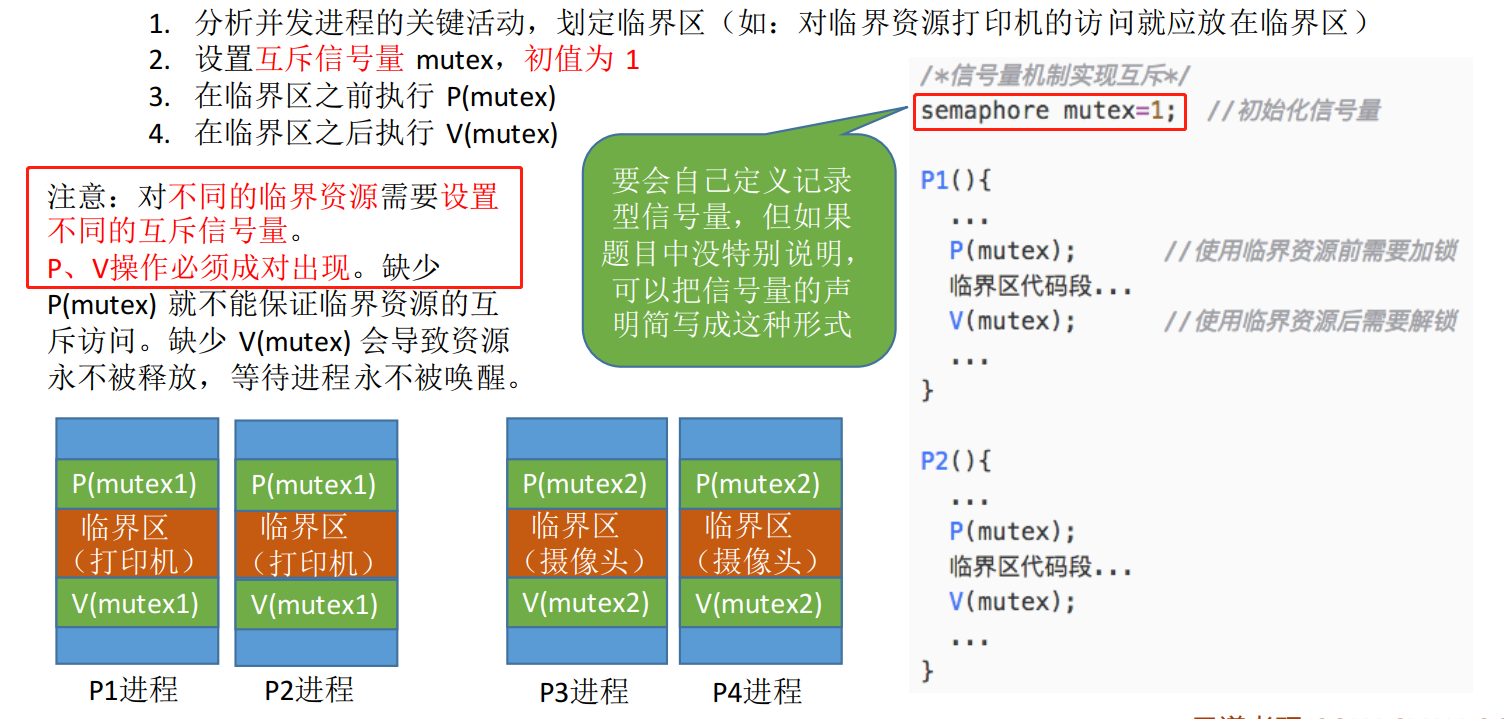 1. 分析并发进程的关键活动，划定临界区（如：对临界资源打印机的访问就应放在临界区）
2. 设置互斥信号量 mutex，初值为 1
3. 在临界区之前执行 P(mutex)
4. 在临界区之后执行 V(mutex)
注意：对不同的临界资源需要设置
不同的互斥信号量。
P、V操作必须成对出现。缺少
P(mutex) 就不能保证临界资源的互
斥访问。缺少 V(mutex) 会导致资源
永不被释放，等待进程永不被唤醒。
要会自己定义记录
型信号量，但如果
题目中没特别说明，
可以把信号量的声
明简写成这种形式
/*信号量机制实现互斥*/
semaphore mutex=1; //初始化信号量
P1(){
...
P(mutex); //使用临界资源前需要加锁
临界区代码段...
V(mutex); //使用临界资源后需要解锁
...
}
P2(){
...
P(mutex);
临界区代码段...
V(mutex);
...
}
P(mutex1)
临界区
（打印机）
V(mutex1)
P1进程
P(mutex1)
临界区
（打印机）
V(mutex1)
P2进程
P(mutex2)
临界区
（摄像头）
V(mutex2)
P3进程
P(mutex2)
临界区
（摄像头）
V(mutex2)
P4进程